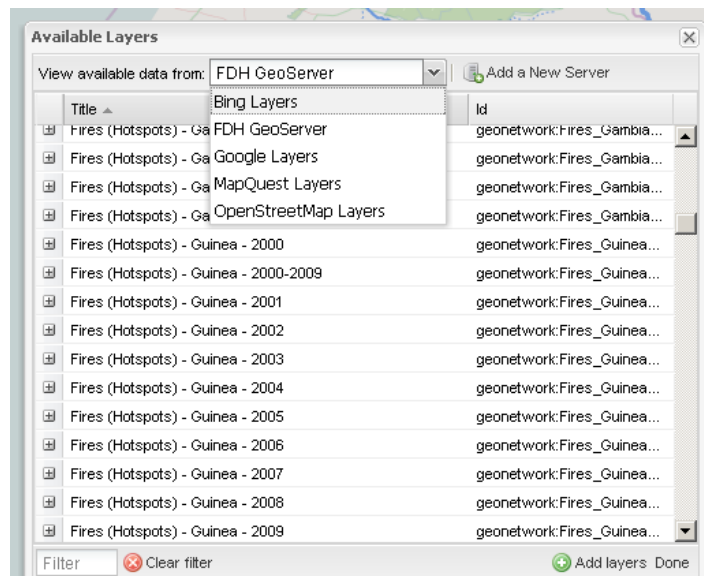 Available Layers
View available data from: FDH GeoServer Add a New Server
Title Id
Bing Layers
FDH GeoServer
Google Layers
MapQuest Layers
OpenStreetMap Layers
Fires (Hotspots) - Ga geonetwork:Fires_Gambia...
Fires (Hotspots) - Ga geonetwork:Fires_Gambia...
Fires (Hotspots) - Ga geonetwork:Fires_Gambia...
Fires (Hotspots) - Ga geonetwork:Fires_Gambia...
Fires (Hotspots) - Guinea - 2000 geonetwork:Fires_Guinea...
Fires (Hotspots) - Guinea - 2000-2009 geonetwork:Fires_Guinea...
Fires (Hotspots) - Guinea - 2001 geonetwork:Fires_Guinea...
Fires (Hotspots) - Guinea - 2002 geonetwork:Fires_Guinea...
Fires (Hotspots) - Guinea - 2003 geonetwork:Fires_Guinea...
Fires (Hotspots) - Guinea - 2004 geonetwork:Fires_Guinea...
Fires (Hotspots) - Guinea - 2005 geonetwork:Fires_Guinea...
Fires (Hotspots) - Guinea - 2006 geonetwork:Fires_Guinea...
Fires (Hotspots) - Guinea - 2007 geonetwork:Fires_Guinea...
Fires (Hotspots) - Guinea - 2008 geonetwork:Fires_Guinea...
Fires (Hotspots) - Guinea - 2009 geonetwork:Fires_Guinea...
Filter Clear filter Add layers Done